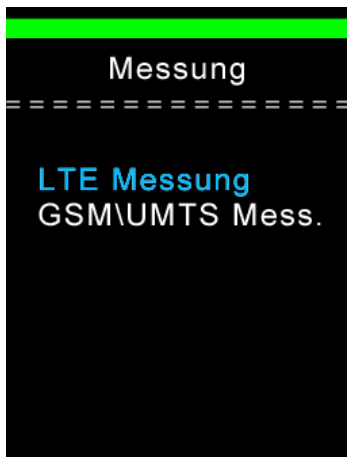 Messung
= = = = = = = = = = = = = = =
LTE Messung
GSM\UMTS Mess.